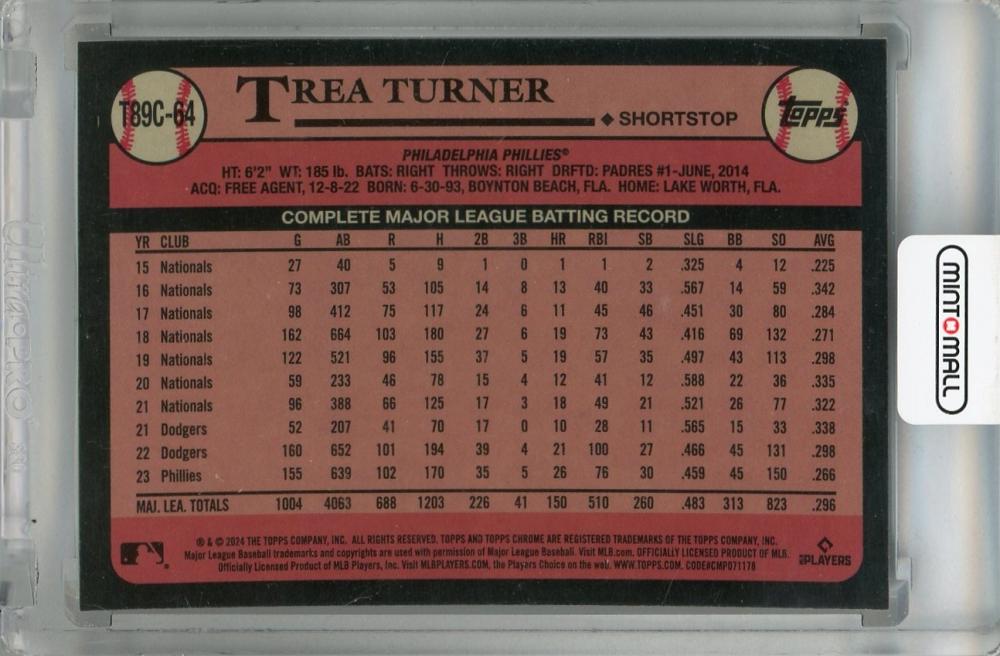 T89C-64
TREA TURNER
◆ SHORTSTOP
TOPPS
PHILADELPHIA PHILLIES®
HT: 6'2" WT: 185 lb. BATS: RIGHT THROWS: RIGHT DRFTD: PADRES #1-JUNE, 2014
ACQ: FREE AGENT, 12-8-22 BORN: 6-30-93, BOYNTON BEACH, FLA. HOME: LAKE WORTH, FLA.
COMPLETE MAJOR LEAGUE BATTING RECORD
YR CLUB G AB R H 2B 3B HR RBI SB SLG BB SO AVG
15 Nationals 27 40 5 9 1 0 1 1 2 .325 4 12 .225
16 Nationals 73 307 53 105 14 8 13 40 33 .567 14 59 .342
17 Nationals 98 412 75 117 24 6 11 45 46 .451 30 80 .284
18 Nationals 162 664 103 180 27 6 19 73 43 .416 69 132 .271
19 Nationals 122 521 96 155 37 5 19 57 35 .497 43 113 .298
20 Nationals 59 233 46 78 15 4 12 41 12 .588 22 36 .335
21 Nationals 96 388 66 125 17 3 18 49 21 .521 26 77 .322
21 Dodgers 52 207 41 70 17 0 10 28 11 .565 15 33 .338
22 Dodgers 160 652 101 194 39 4 21 100 27 .466 45 131 .298
23 Phillies 155 639 102 170 35 5 26 76 30 .459 45 150 .266
MAJ. LEA. TOTALS 1004 4063 688 1203 226 41 150 510 260 .483 313 823 .296
® & © 2024 THE TOPPS COMPANY, INC. ALL RIGHTS RESERVED. TOPPS AND TOPPS CHROME ARE REGISTERED TRADEMARKS OF THE TOPPS COMPANY, INC.
Major League Baseball trademarks and copyrights are used with permission of Major League Baseball. Visit MLB.com. OFFICIALLY LICENSED PRODUCT OF MLB
Officially Licensed Product of MLB Players, Inc. Visit MLBPLAYERS.COM, the Players Choice on the web. WWW.TOPPS.COM. CODE#CMP071178
MLB PLAYERS
MINT MALL
Ultra PRO